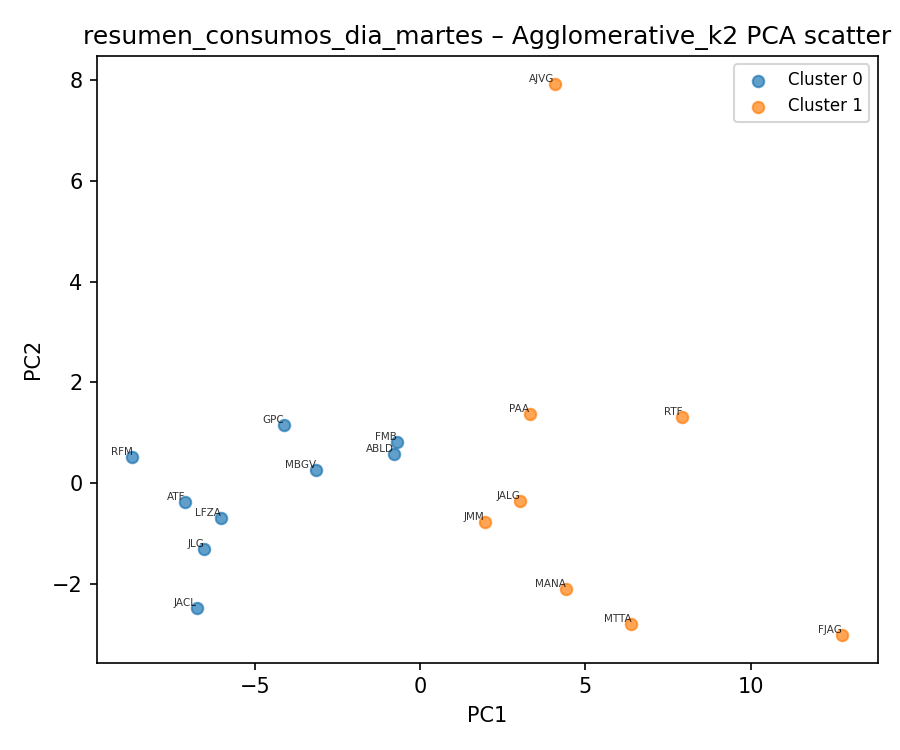 resumen_consumos_dia_martes – Agglomerative_k2 PCA scatter
Cluster 0
Cluster 1
AJVG
PAA
RTF
GPC
FMB
ABLD
MBGV
RFM
ATF
LFZA
JALG
JMM
JLG
MANA
JACL
MTTA
FJAG
8
6
4
2
0
−2
−5
0
5
10
PC2
PC1